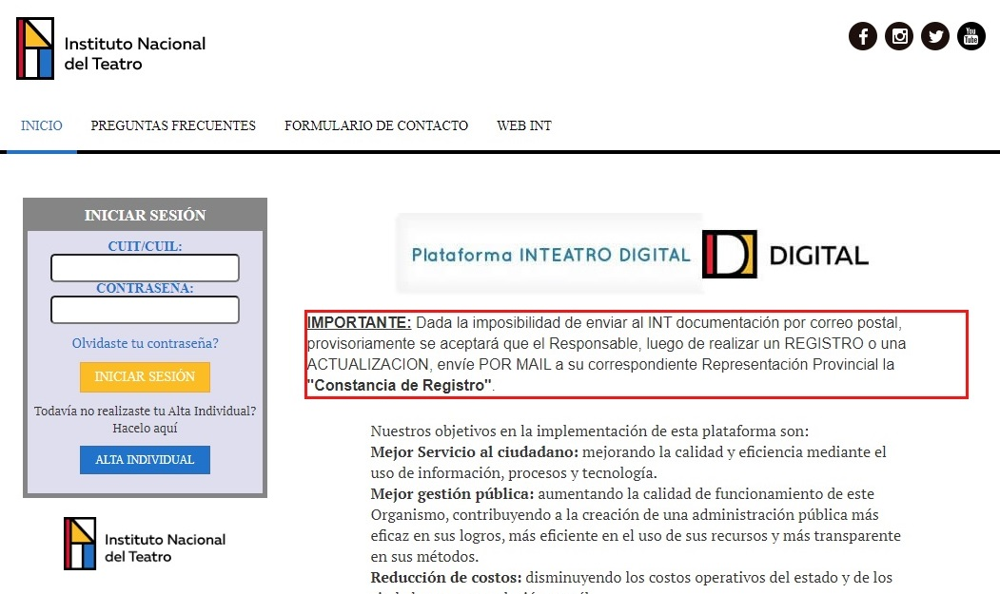 Instituto Nacional
del Teatro
You
Tube
INICIO PREGUNTAS FRECUENTES FORMULARIO DE CONTACTO WEB INT
INICIAR SESIÓN
CUIT/CUIL:
CONTRASEÑA:
Olvidaste tu contraseña?
INICIAR SESIÓN
Todavía no realizaste tu Alta Individual?
Hacelo aquí
ALTA INDIVIDUAL
Instituto Nacional
del Teatro
Plataforma INTEATRO DIGITAL
DIGITAL
IMPORTANTE: Dada la imposibilidad de enviar al INT documentación por correo postal,
provisoriamente se aceptará que el Responsable, luego de realizar un REGISTRO o una
ACTUALIZACION, envíe POR MAIL a su correspondiente Representación Provincial la
"Constancia de Registro".
Nuestros objetivos en la implementación de esta plataforma son:
Mejor Servicio al ciudadano: mejorando la calidad y eficiencia mediante el
uso de información, procesos y tecnología.
Mejor gestión pública: aumentando la calidad de funcionamiento de este
Organismo, contribuyendo a la creación de una administración pública más
eficaz en sus logros, más eficiente en el uso de sus recursos y más transparente
en sus métodos.
Reducción de costos: disminuyendo los costos operativos del estado y de los